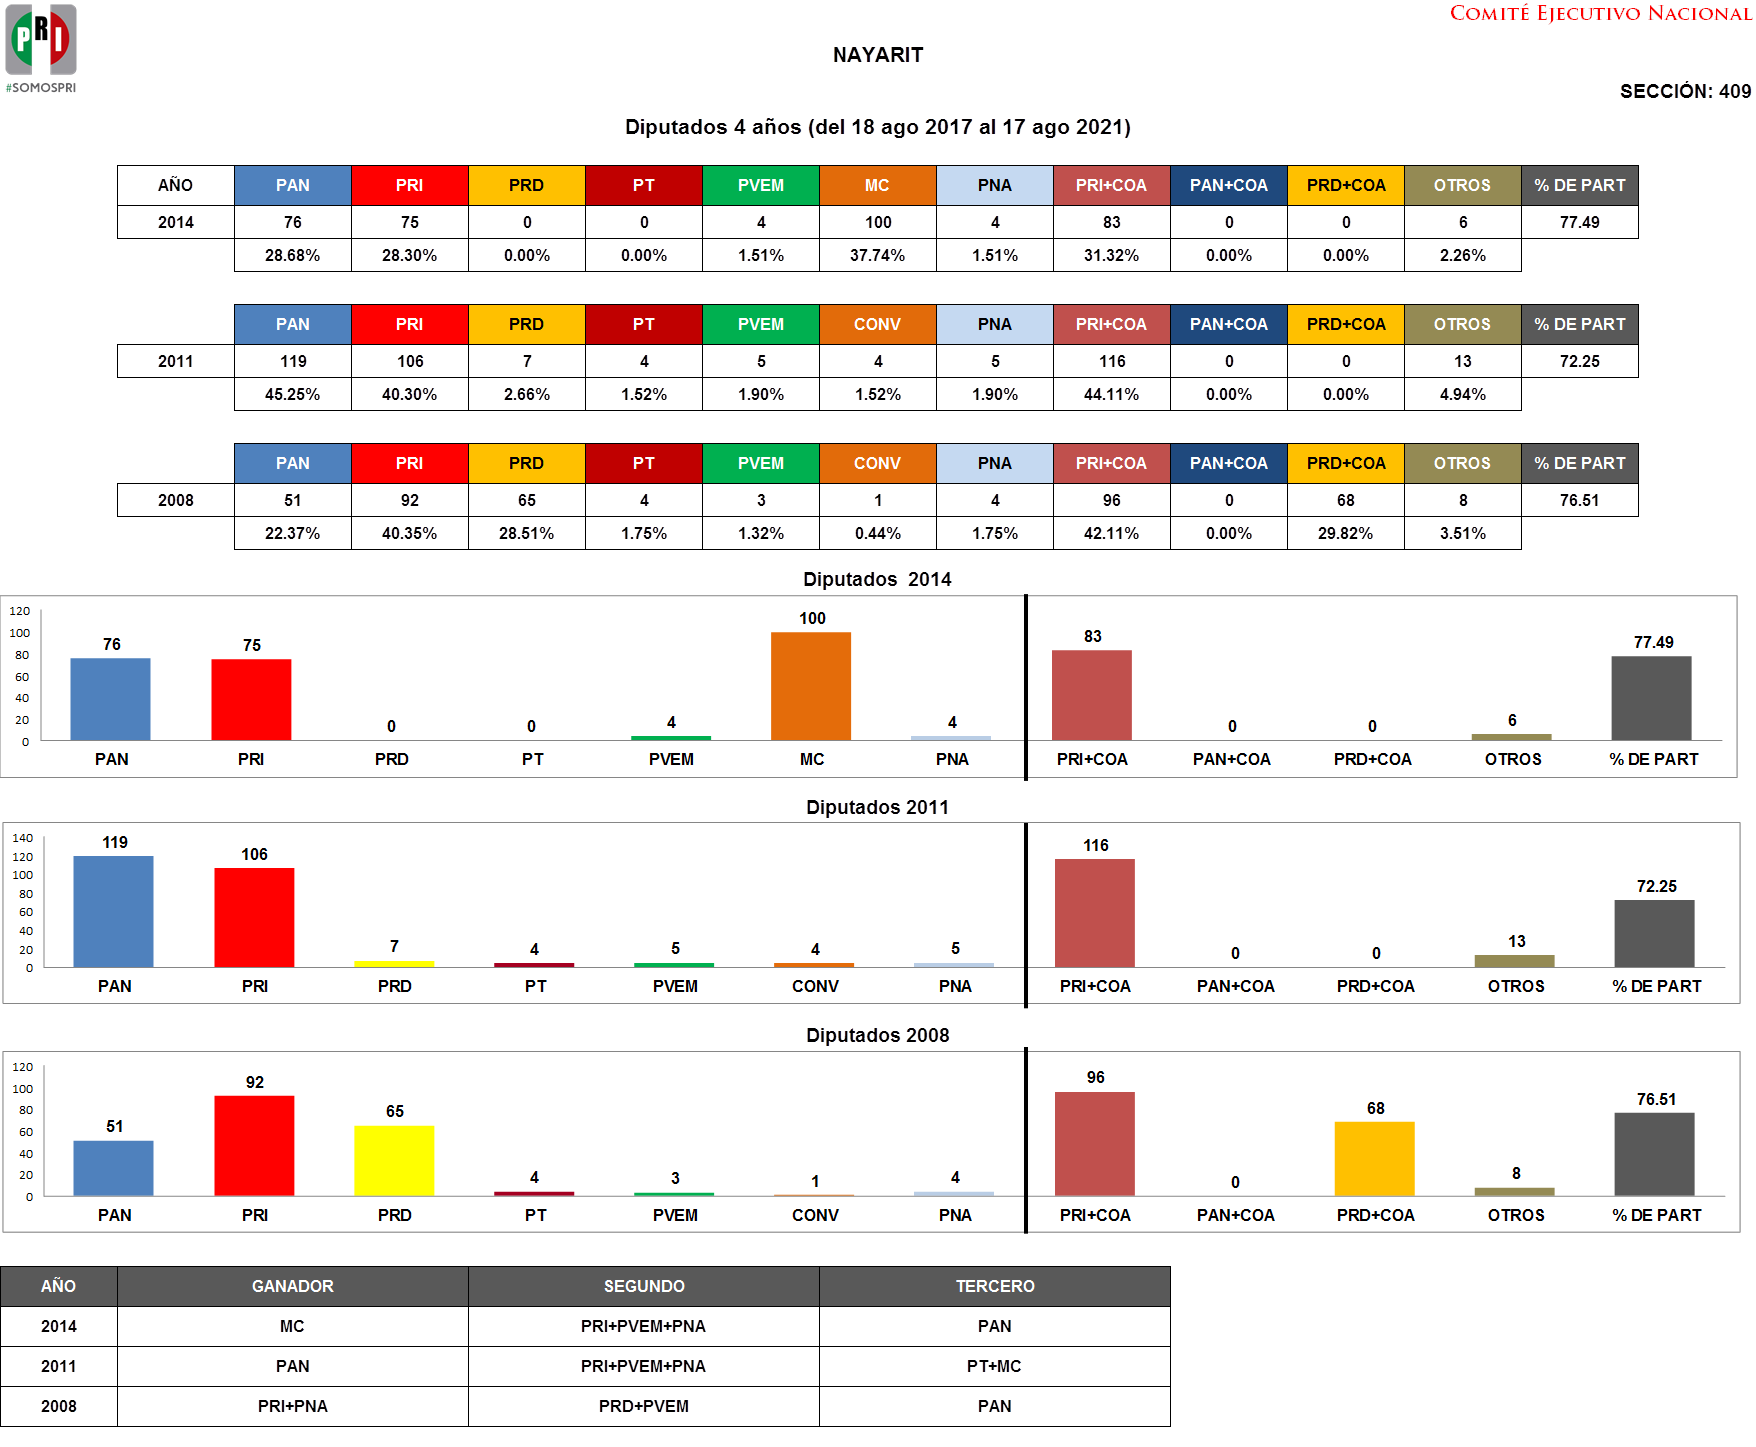 PRI
#SOMOSPRI
COMITÉ EJECUTIVO NACIONAL
NAYARIT
SECCIÓN: 409
Diputados 4 años (del 18 ago 2017 al 17 ago 2021)
AÑO PAN PRI PRD PT PVEM MC PNA PRI+COA PAN+COA PRD+COA OTROS % DE PART
2014 76 75 0 0 4 100 4 83 0 0 6 77.49
28.68% 28.30% 0.00% 0.00% 1.51% 37.74% 1.51% 31.32% 0.00% 0.00% 2.26%
PAN PRI PRD PT PVEM CONV PNA PRI+COA PAN+COA PRD+COA OTROS % DE PART
2011 119 106 7 4 5 4 5 116 0 0 13 72.25
45.25% 40.30% 2.66% 1.52% 1.90% 1.52% 1.90% 44.11% 0.00% 0.00% 4.94%
PAN PRI PRD PT PVEM CONV PNA PRI+COA PAN+COA PRD+COA OTROS % DE PART
2008 51 92 65 4 3 1 4 96 0 68 8 76.51
22.37% 40.35% 28.51% 1.75% 1.32% 0.44% 1.75% 42.11% 0.00% 29.82% 3.51%
Diputados 2014
120
100
80
60
40
20
0
76 75 0 0 4 100 4 83 0 0 6 77.49
PAN PRI PRD PT PVEM MC PNA PRI+COA PAN+COA PRD+COA OTROS % DE PART
Diputados 2011
140
120
100
80
60
40
20
0
119 106 7 4 5 4 5 116 0 0 13 72.25
PAN PRI PRD PT PVEM CONV PNA PRI+COA PAN+COA PRD+COA OTROS % DE PART
Diputados 2008
120
100
80
60
40
20
0
51 92 65 4 3 1 4 96 0 68 8 76.51
PAN PRI PRD PT PVEM CONV PNA PRI+COA PAN+COA PRD+COA OTROS % DE PART
AÑO GANADOR SEGUNDO TERCERO
2014 MC PRI+PVEM+PNA PAN
2011 PAN PRI+PVEM+PNA PT+MC
2008 PRI+PNA PRD+PVEM PAN